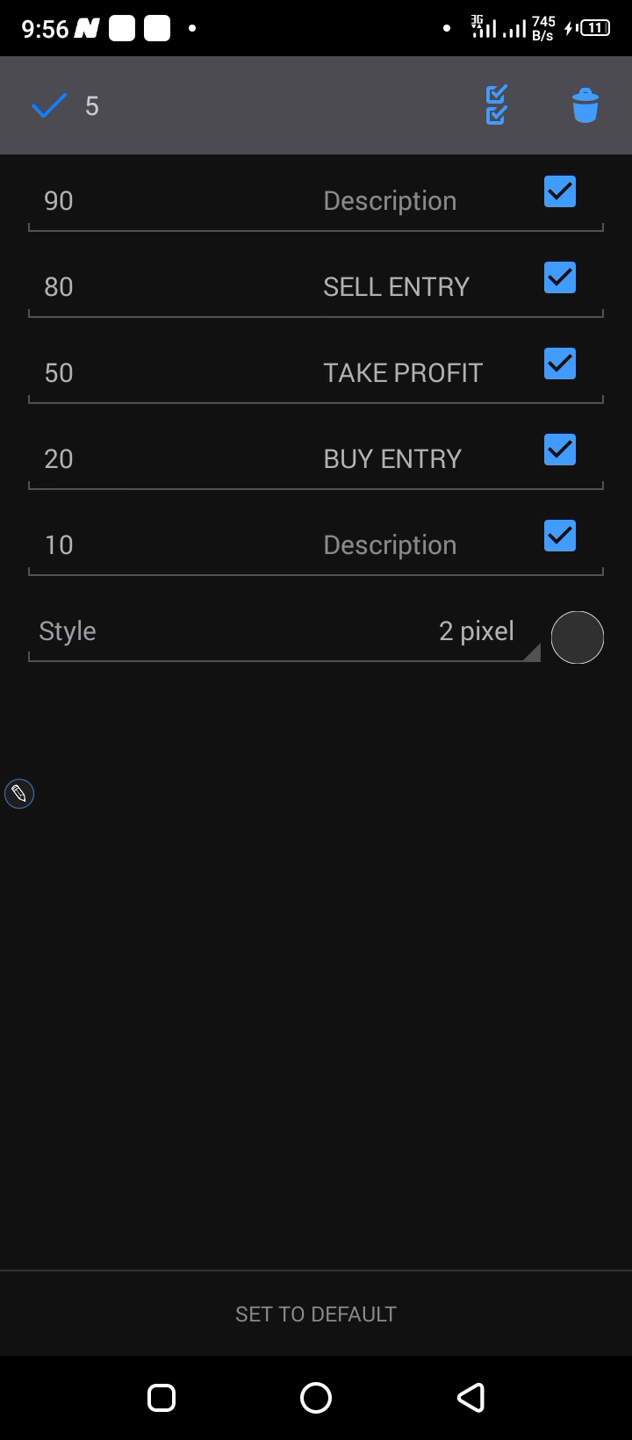 9:56 N 3G 745 B/s 11
5
90 Description
80 SELL ENTRY
50 TAKE PROFIT
20 BUY ENTRY
10 Description
Style 2 pixel
SET TO DEFAULT